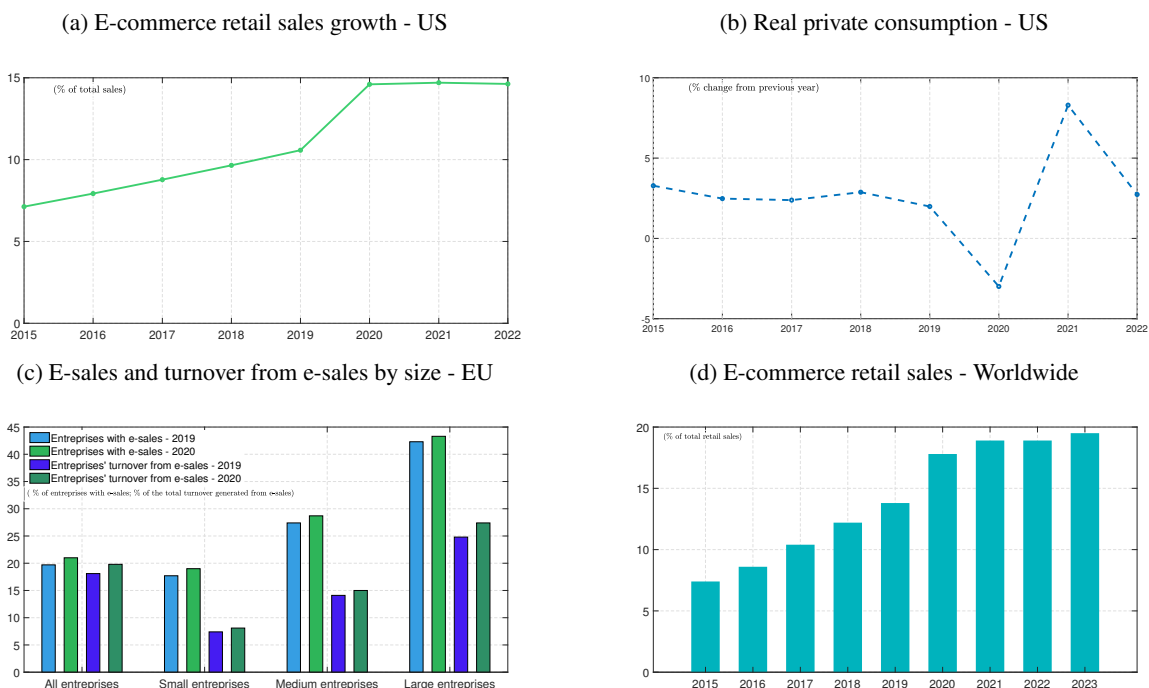 (a) E-commerce retail sales growth - US
(% of total sales)
15
10
5
0
2015 2016 2017 2018 2019 2020 2021 2022
(b) Real private consumption - US
(% change from previous year)
10
5
0
-5
2015 2016 2017 2018 2019 2020 2021 2022
(c) E-sales and turnover from e-sales by size - EU
Entreprises with e-sales - 2019
Entreprises with e-sales - 2020
Entreprises' turnover from e-sales - 2019
Entreprises' turnover from e-sales - 2020
( % of entreprises with e-sales; % of the total turnover generated from e-sales)
45
40
35
30
25
20
15
10
5
0
All entreprises Small entreprises Medium entreprises Large entreprises
(d) E-commerce retail sales - Worldwide
(% of total retail sales)
20
15
10
5
0
2015 2016 2017 2018 2019 2020 2021 2022 2023